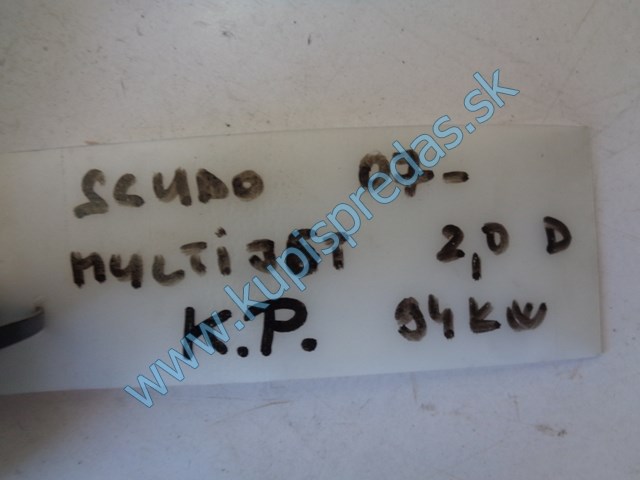 SCUDO 07-
MULTIJET 2,0 D
K.P. 94KW
www.kupispredas.sk